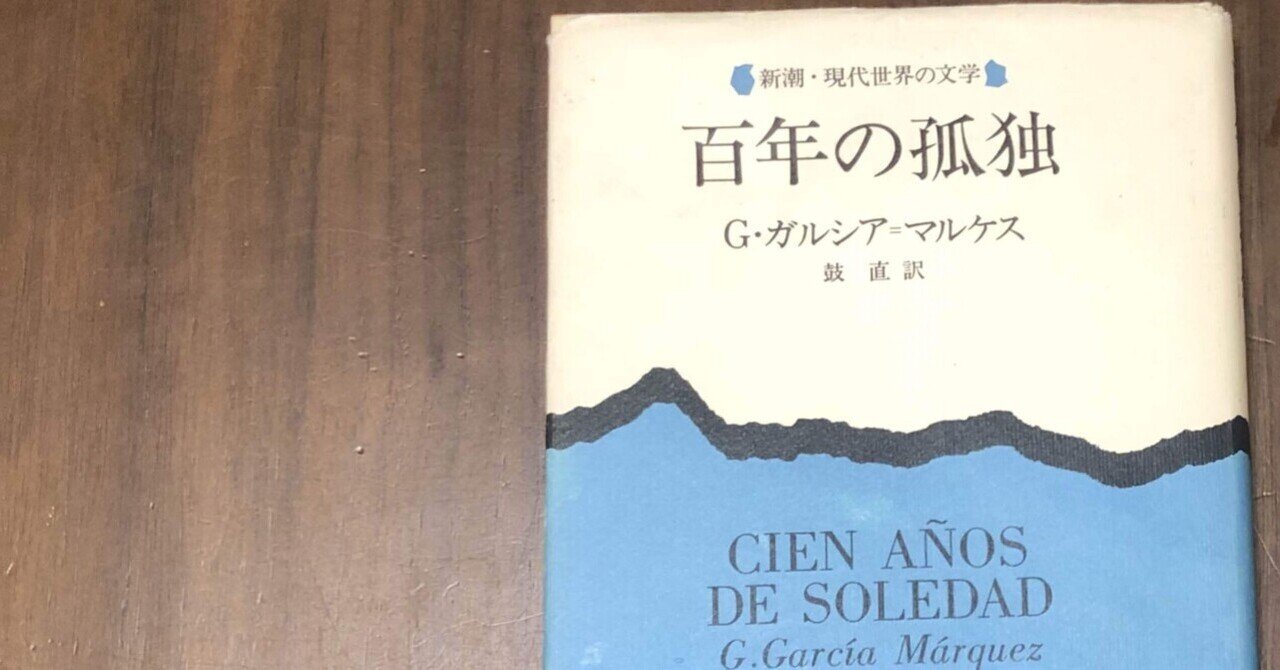 新潮・現代世界の文学
百年の孤独
G・ガルシア=マルケス
鼓 直 訳
CIEN AÑOS
DE SOLEDAD
G.García Márquez